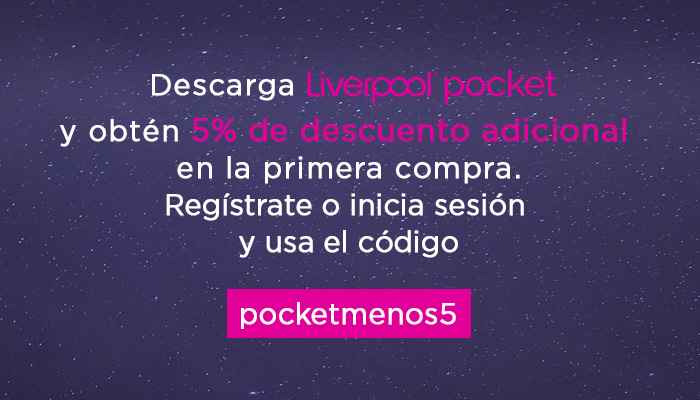 Descarga Liverpool pocket
y obtén 5% de descuento adicional
en la primera compra.
Regístrate o inicia sesión
y usa el código
pocketmenos5